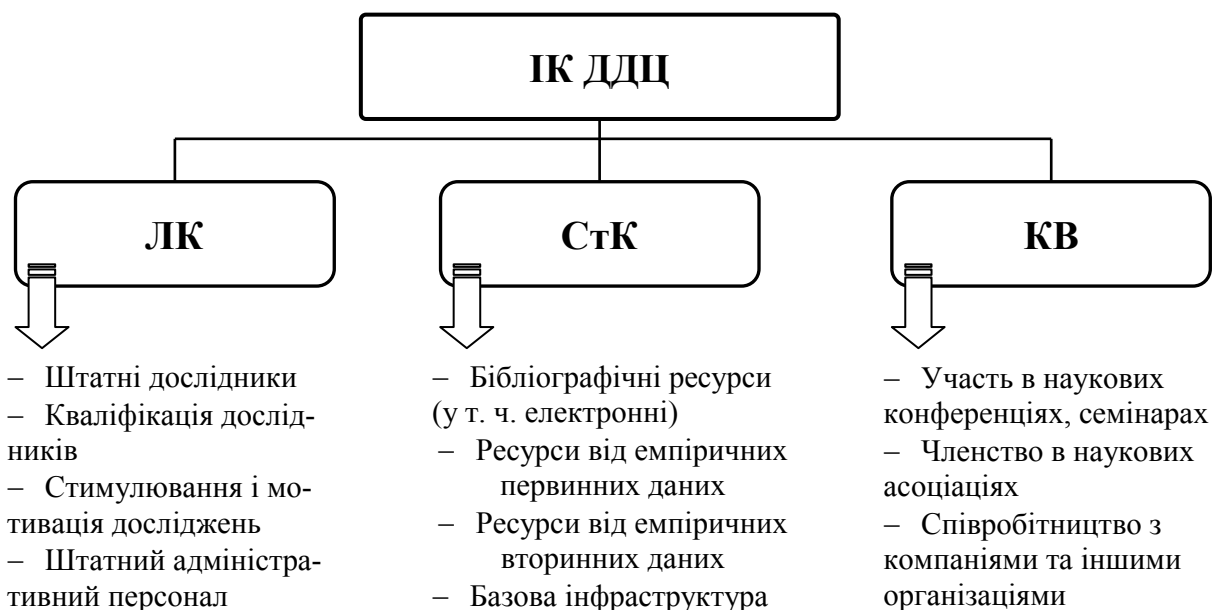 ІК ДДЦ
ЛК
– Штатні дослідники
– Кваліфікація дослід-
ників
– Стимулювання і мо-
тивація досліджень
– Штатний адміністра-
тивний персонал
СтК
– Бібліографічні ресурси
(у т. ч. електронні)
– Ресурси від емпіричних
первинних даних
– Ресурси від емпіричних
вторинних даних
– Базова інфраструктура
КВ
– Участь в наукових
конференціях, семінарах
– Членство в наукових
асоціаціях
– Співробітництво з
компаніями та іншими
організаціями